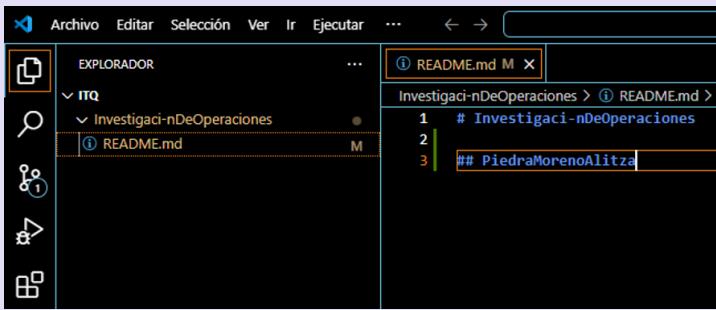 Archivo Editar Selección Ver Ir Ejecutar ···
EXPLORADOR ···
ITQ
Investigaci-nDeOperaciones
README.md M
1
README.md M
Investigaci-nDeOperaciones > README.md >
1 # Investigaci-nDeOperaciones
2
3 ## PiedraMorenoAlitza